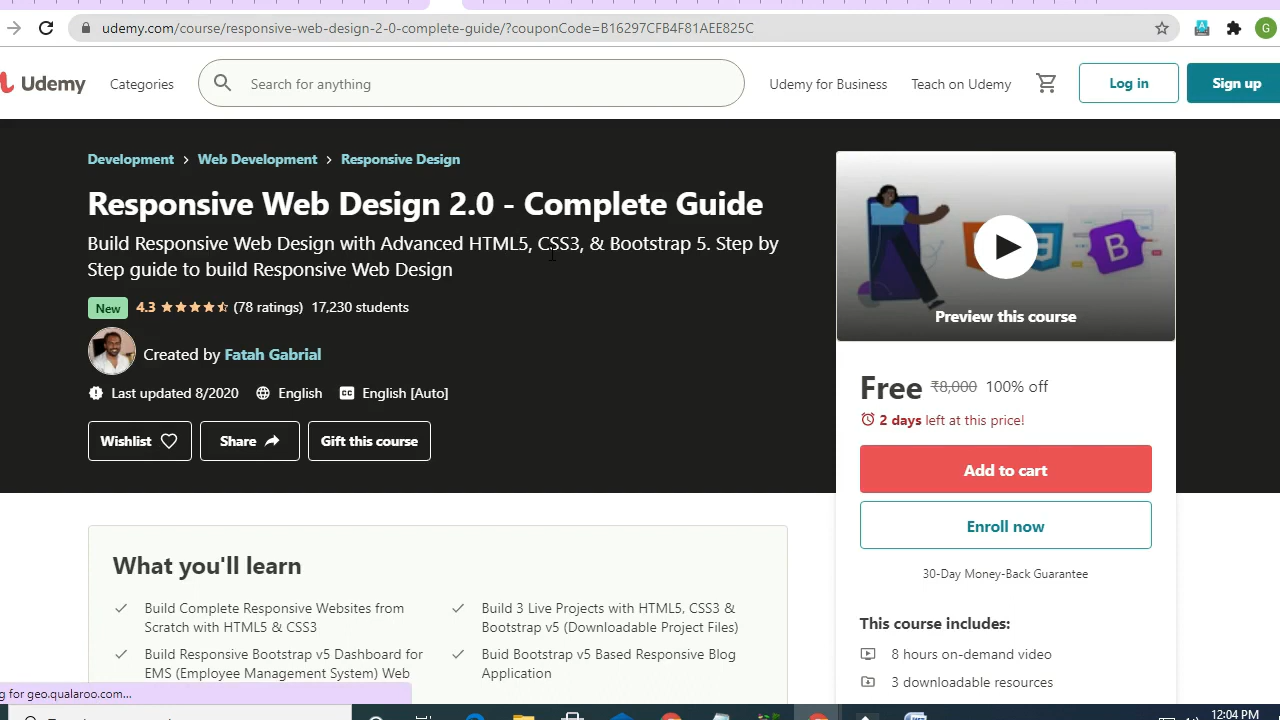 udemy.com/course/responsive-web-design-2-0-complete-guide/?couponCode=B16297CFB4F81AEE825C
G
Udemy Categories Search for anything Udemy for Business Teach on Udemy Log in Sign up
Development > Web Development > Responsive Design
Responsive Web Design 2.0 - Complete Guide
Build Responsive Web Design with Advanced HTML5, CSS3, & Bootstrap 5. Step by
Step guide to build Responsive Web Design
New 4.3 (78 ratings) 17,230 students
Created by Fatah Gabrial
Last updated 8/2020 English CC English [Auto]
Wishlist Share Gift this course
B
Preview this course
Free ₹8,000 100% off
2 days left at this price!
Add to cart
Enroll now
30-Day Money-Back Guarantee
This course includes:
8 hours on-demand video
3 downloadable resources
What you'll learn
Build Complete Responsive Websites from
Scratch with HTML5 & CSS3
Build 3 Live Projects with HTML5, CSS3 &
Bootstrap v5 (Downloadable Project Files)
Build Responsive Bootstrap v5 Dashboard for
EMS (Employee Management System) Web
Buid Bootstrap v5 Based Responsive Blog
Application
g for geo.qualaroo.com...
12:04 PM